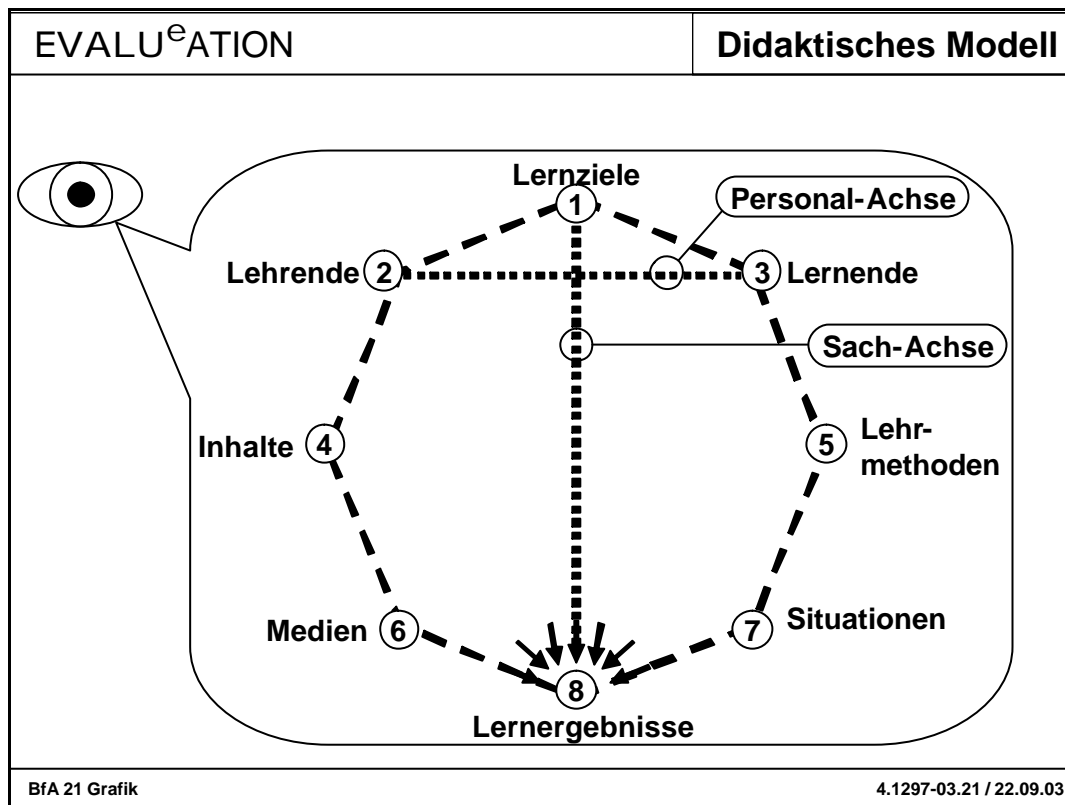 EVALUeATION
Didaktisches Modell
Lernziele
1
Personal-Achse
Lehrende 2
3 Lernende
Sach-Achse
Inhalte 4
5 Lehr-
methoden
Medien 6
7 Situationen
8
Lernergebnisse
BfA 21 Grafik
4.1297-03.21 / 22.09.03